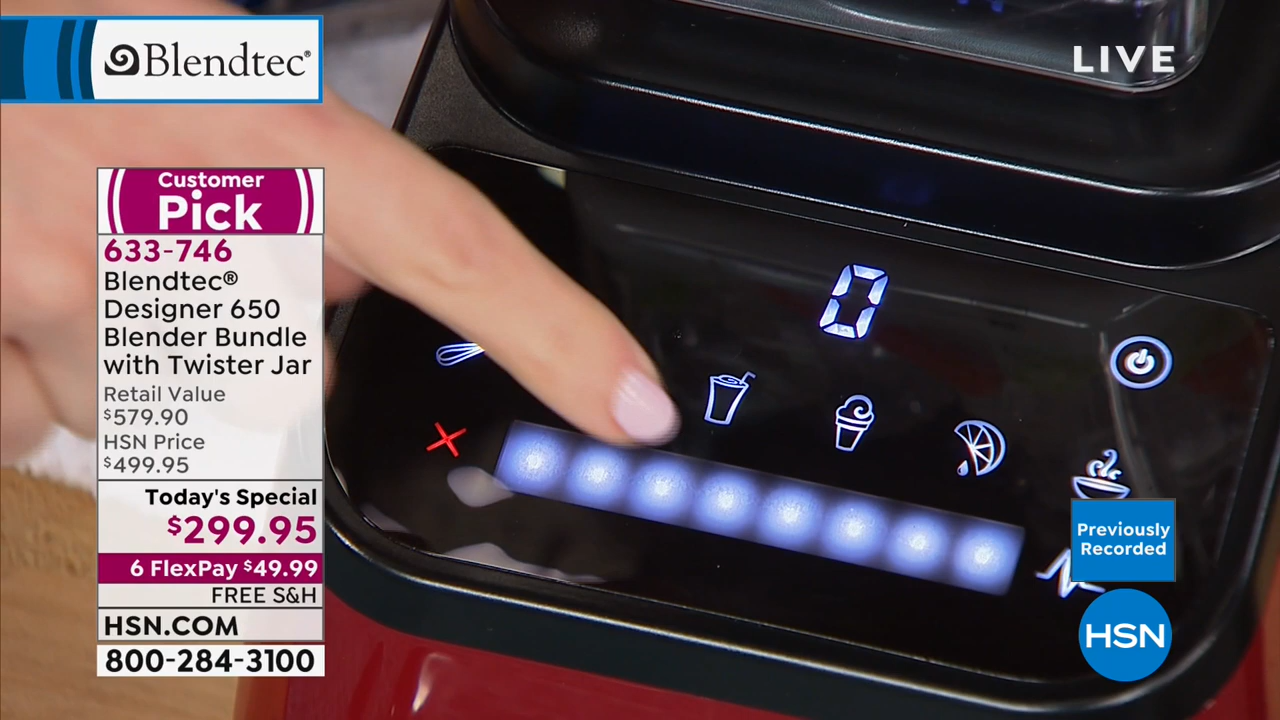 Blendtec®
LIVE
Customer
Pick
633-746
Blendtec®
Designer 650
Blender Bundle
with Twister Jar
Retail Value
$579.90
HSN Price
$499.95
Today's Special
$299.95
6 FlexPay $49.99
FREE S&H
HSN.COM
800-284-3100
0
Previously
Recorded
HSN